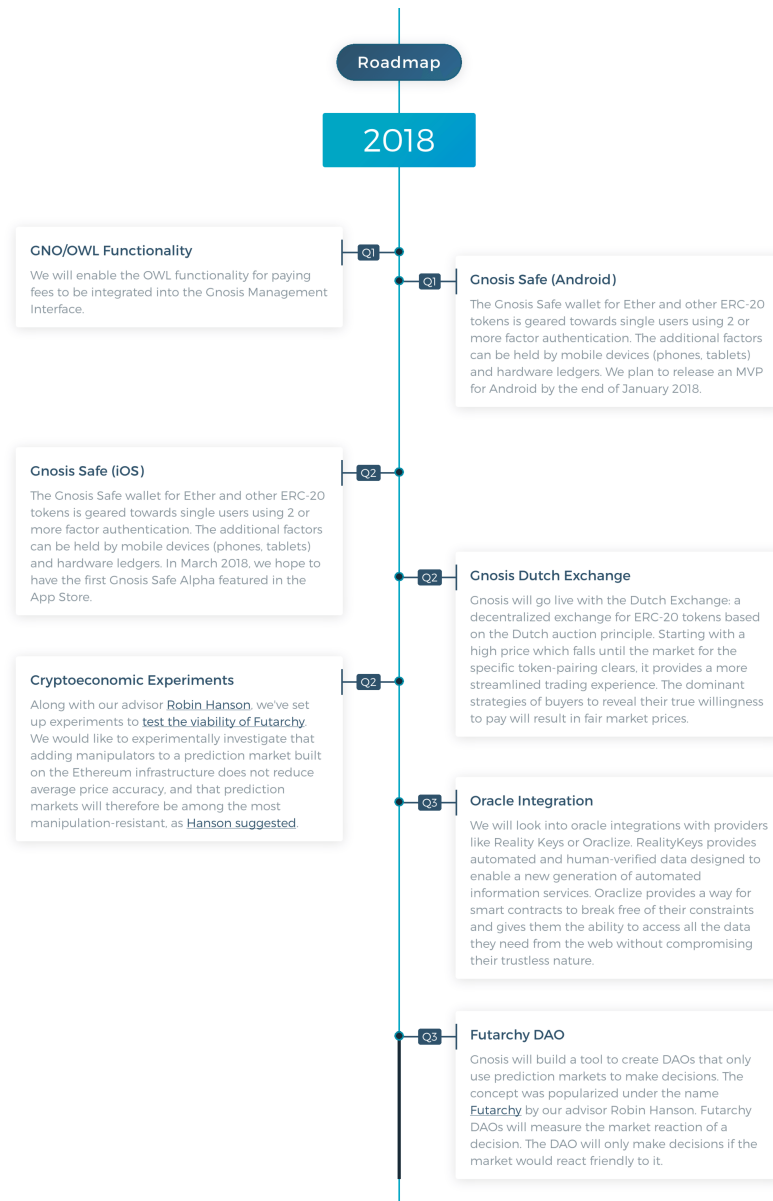 Roadmap
2018
Q1
GNO/OWL Functionality
We will enable the OWL functionality for paying
fees to be integrated into the Gnosis Management
Interface.
Q1
Gnosis Safe (Android)
The Gnosis Safe wallet for Ether and other ERC-20
tokens is geared towards single users using 2 or
more factor authentication. The additional factors
can be held by mobile devices (phones, tablets)
and hardware ledgers. We plan to release an MVP
for Android by the end of January 2018.
Q2
Gnosis Safe (iOS)
The Gnosis Safe wallet for Ether and other ERC-20
tokens is geared towards single users using 2 or
more factor authentication. The additional factors
can be held by mobile devices (phones, tablets)
and hardware ledgers. In March 2018, we hope to
have the first Gnosis Safe Alpha featured in the
App Store.
Q2
Gnosis Dutch Exchange
Gnosis will go live with the Dutch Exchange: a
decentralized exchange for ERC-20 tokens based
on the Dutch auction principle. Starting with a
high price which falls until the market for the
specific token-pairing clears, it provides a more
streamlined trading experience. The dominant
strategies of buyers to reveal their true willingness
to pay will result in fair market prices.
Q2
Cryptoeconomic Experiments
Along with our advisor Robin Hanson, we've set
up experiments to test the viability of Futarchy.
We would like to experimentally investigate that
adding manipulators to a prediction market built
on the Ethereum infrastructure does not reduce
average price accuracy, and that prediction
markets will therefore be among the most
manipulation-resistant, as Hanson suggested.
Q3
Oracle Integration
We will look into oracle integrations with providers
like Reality Keys or Oraclize. RealityKeys provides
automated and human-verified data designed to
enable a new generation of automated
information services. Oraclize provides a way for
smart contracts to break free of their constraints
and gives them the ability to access all the data
they need from the web without compromising
their trustless nature.
Q3
Futarchy DAO
Gnosis will build a tool to create DAOs that only
use prediction markets to make decisions. The
concept was popularized under the name
Futarchy by our advisor Robin Hanson. Futarchy
DAOs will measure the market reaction of a
decision. The DAO will only make decisions if the
market would react friendly to it.